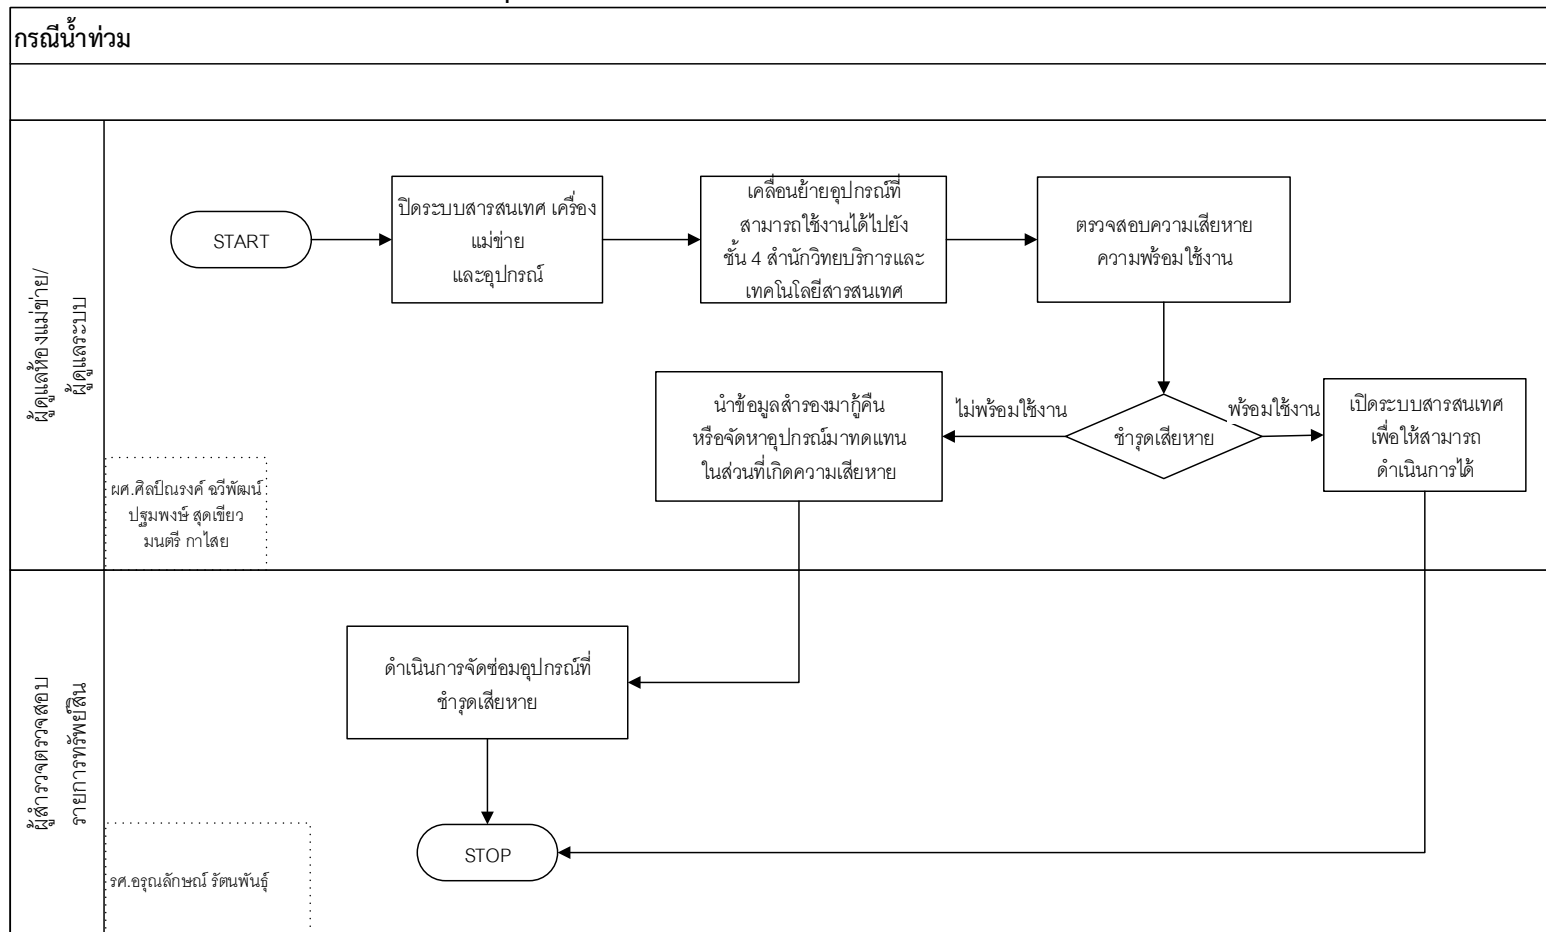 กรณีน้ำท่วม
ผู้ดูแลห้องแม่ข่าย/
ผู้ดูแลระบบ
START
ปิดระบบสารสนเทศ เครื่อง
แม่ข่าย
และอุปกรณ์
เคลื่อนย้ายอุปกรณ์ที่
สามารถใช้งานได้ไปยัง
ชั้น 4 สำนักวิทยบริการและ
เทคโนโลยีสารสนเทศ
ตรวจสอบความเสียหาย
ความพร้อมใช้งาน
นำข้อมูลสำรองมากู้คืน
หรือจัดหาอุปกรณ์มาทดแทน
ในส่วนที่เกิดความเสียหาย
ไม่พร้อมใช้งาน
ชำรุดเสียหาย
พร้อมใช้งาน
เปิดระบบสารสนเทศ
เพื่อให้สามารถ
ดำเนินการได้
ผศ.ศิลป์ณรงค์ ฉวีพัฒน์
ปฐมพงษ์ สุดเขียว
มนตรี กาไสย
ผู้สำรวจตรวจสอบ
รายการทรัพย์สิน
ดำเนินการจัดซ่อมอุปกรณ์ที่
ชำรุดเสียหาย
STOP
รศ.อรุณลักษณ์ รัตนพันธุ์